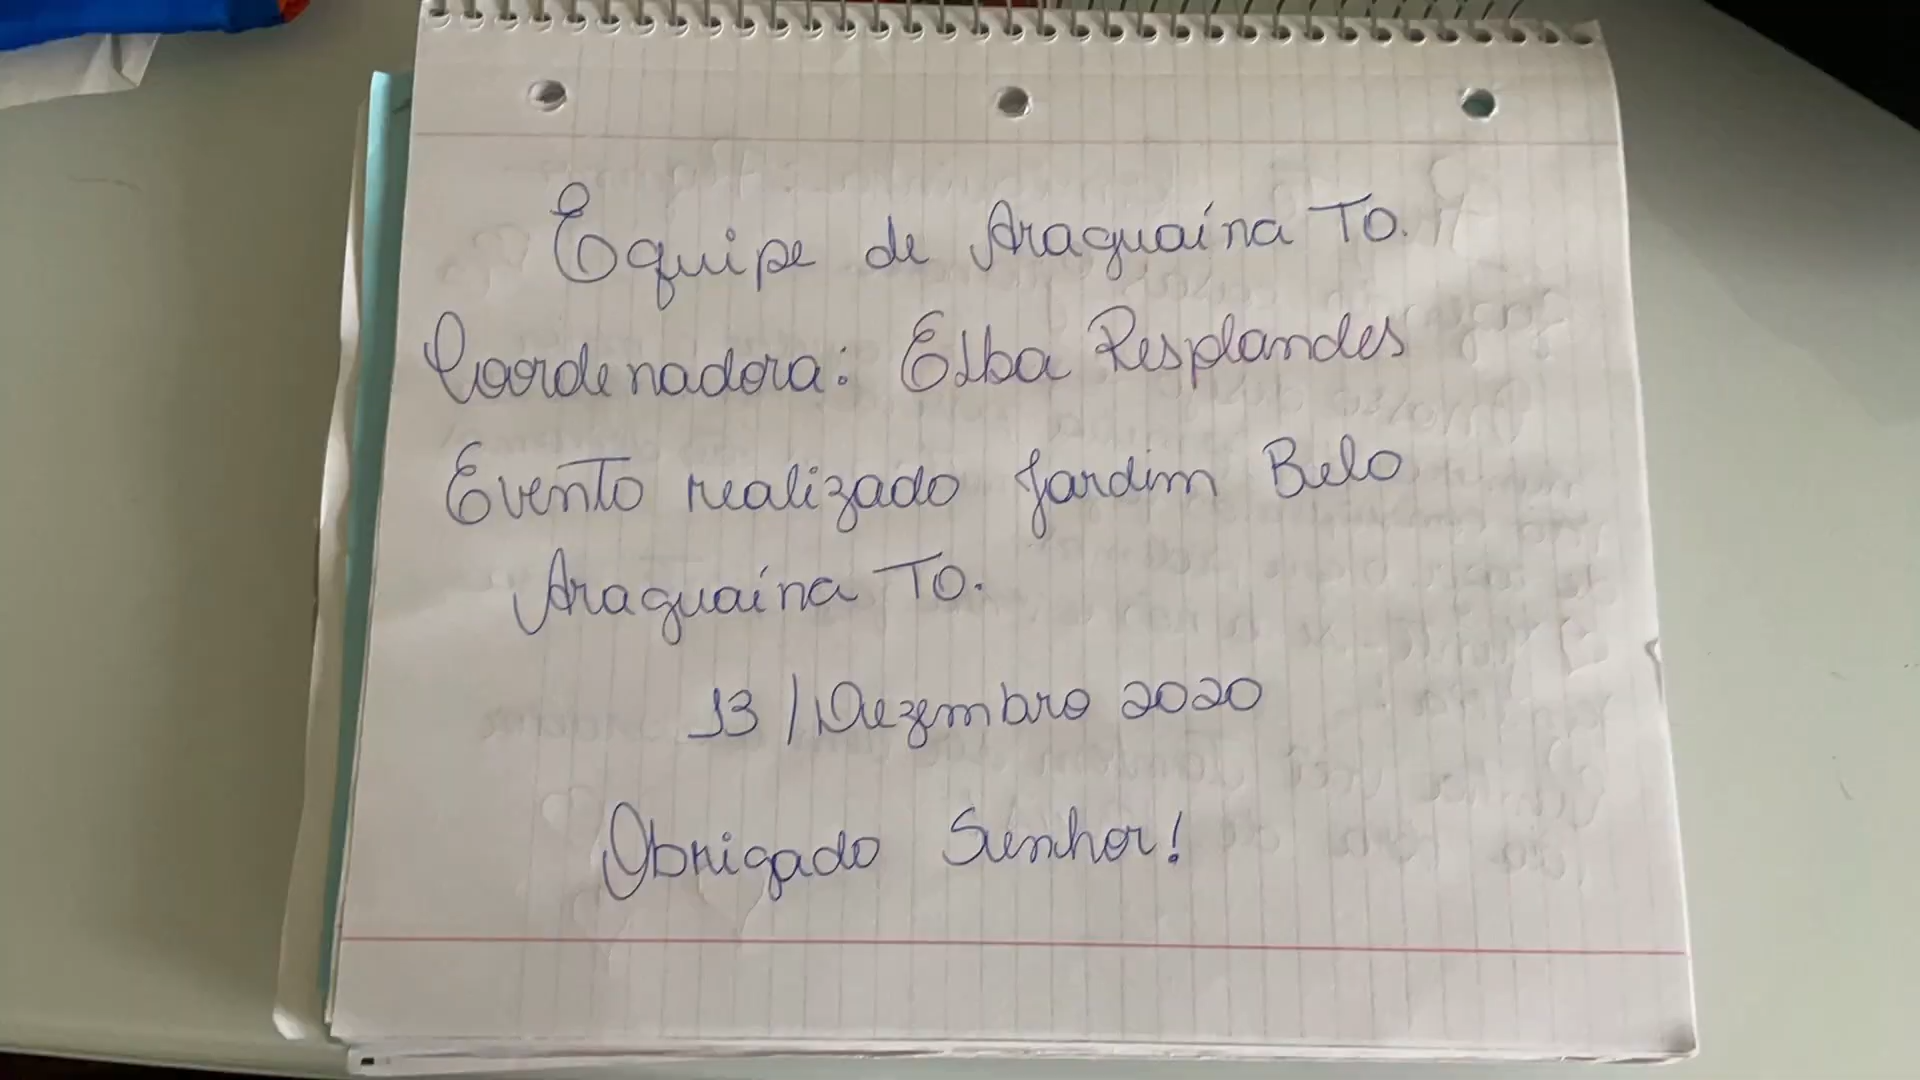 Equipe de Araguaína TO.
Coordenadora: Elba Resplandes
Evento realizado Jardim Belo
Araguaína TO.
13/Dezembro 2020
Obrigado Senhor!